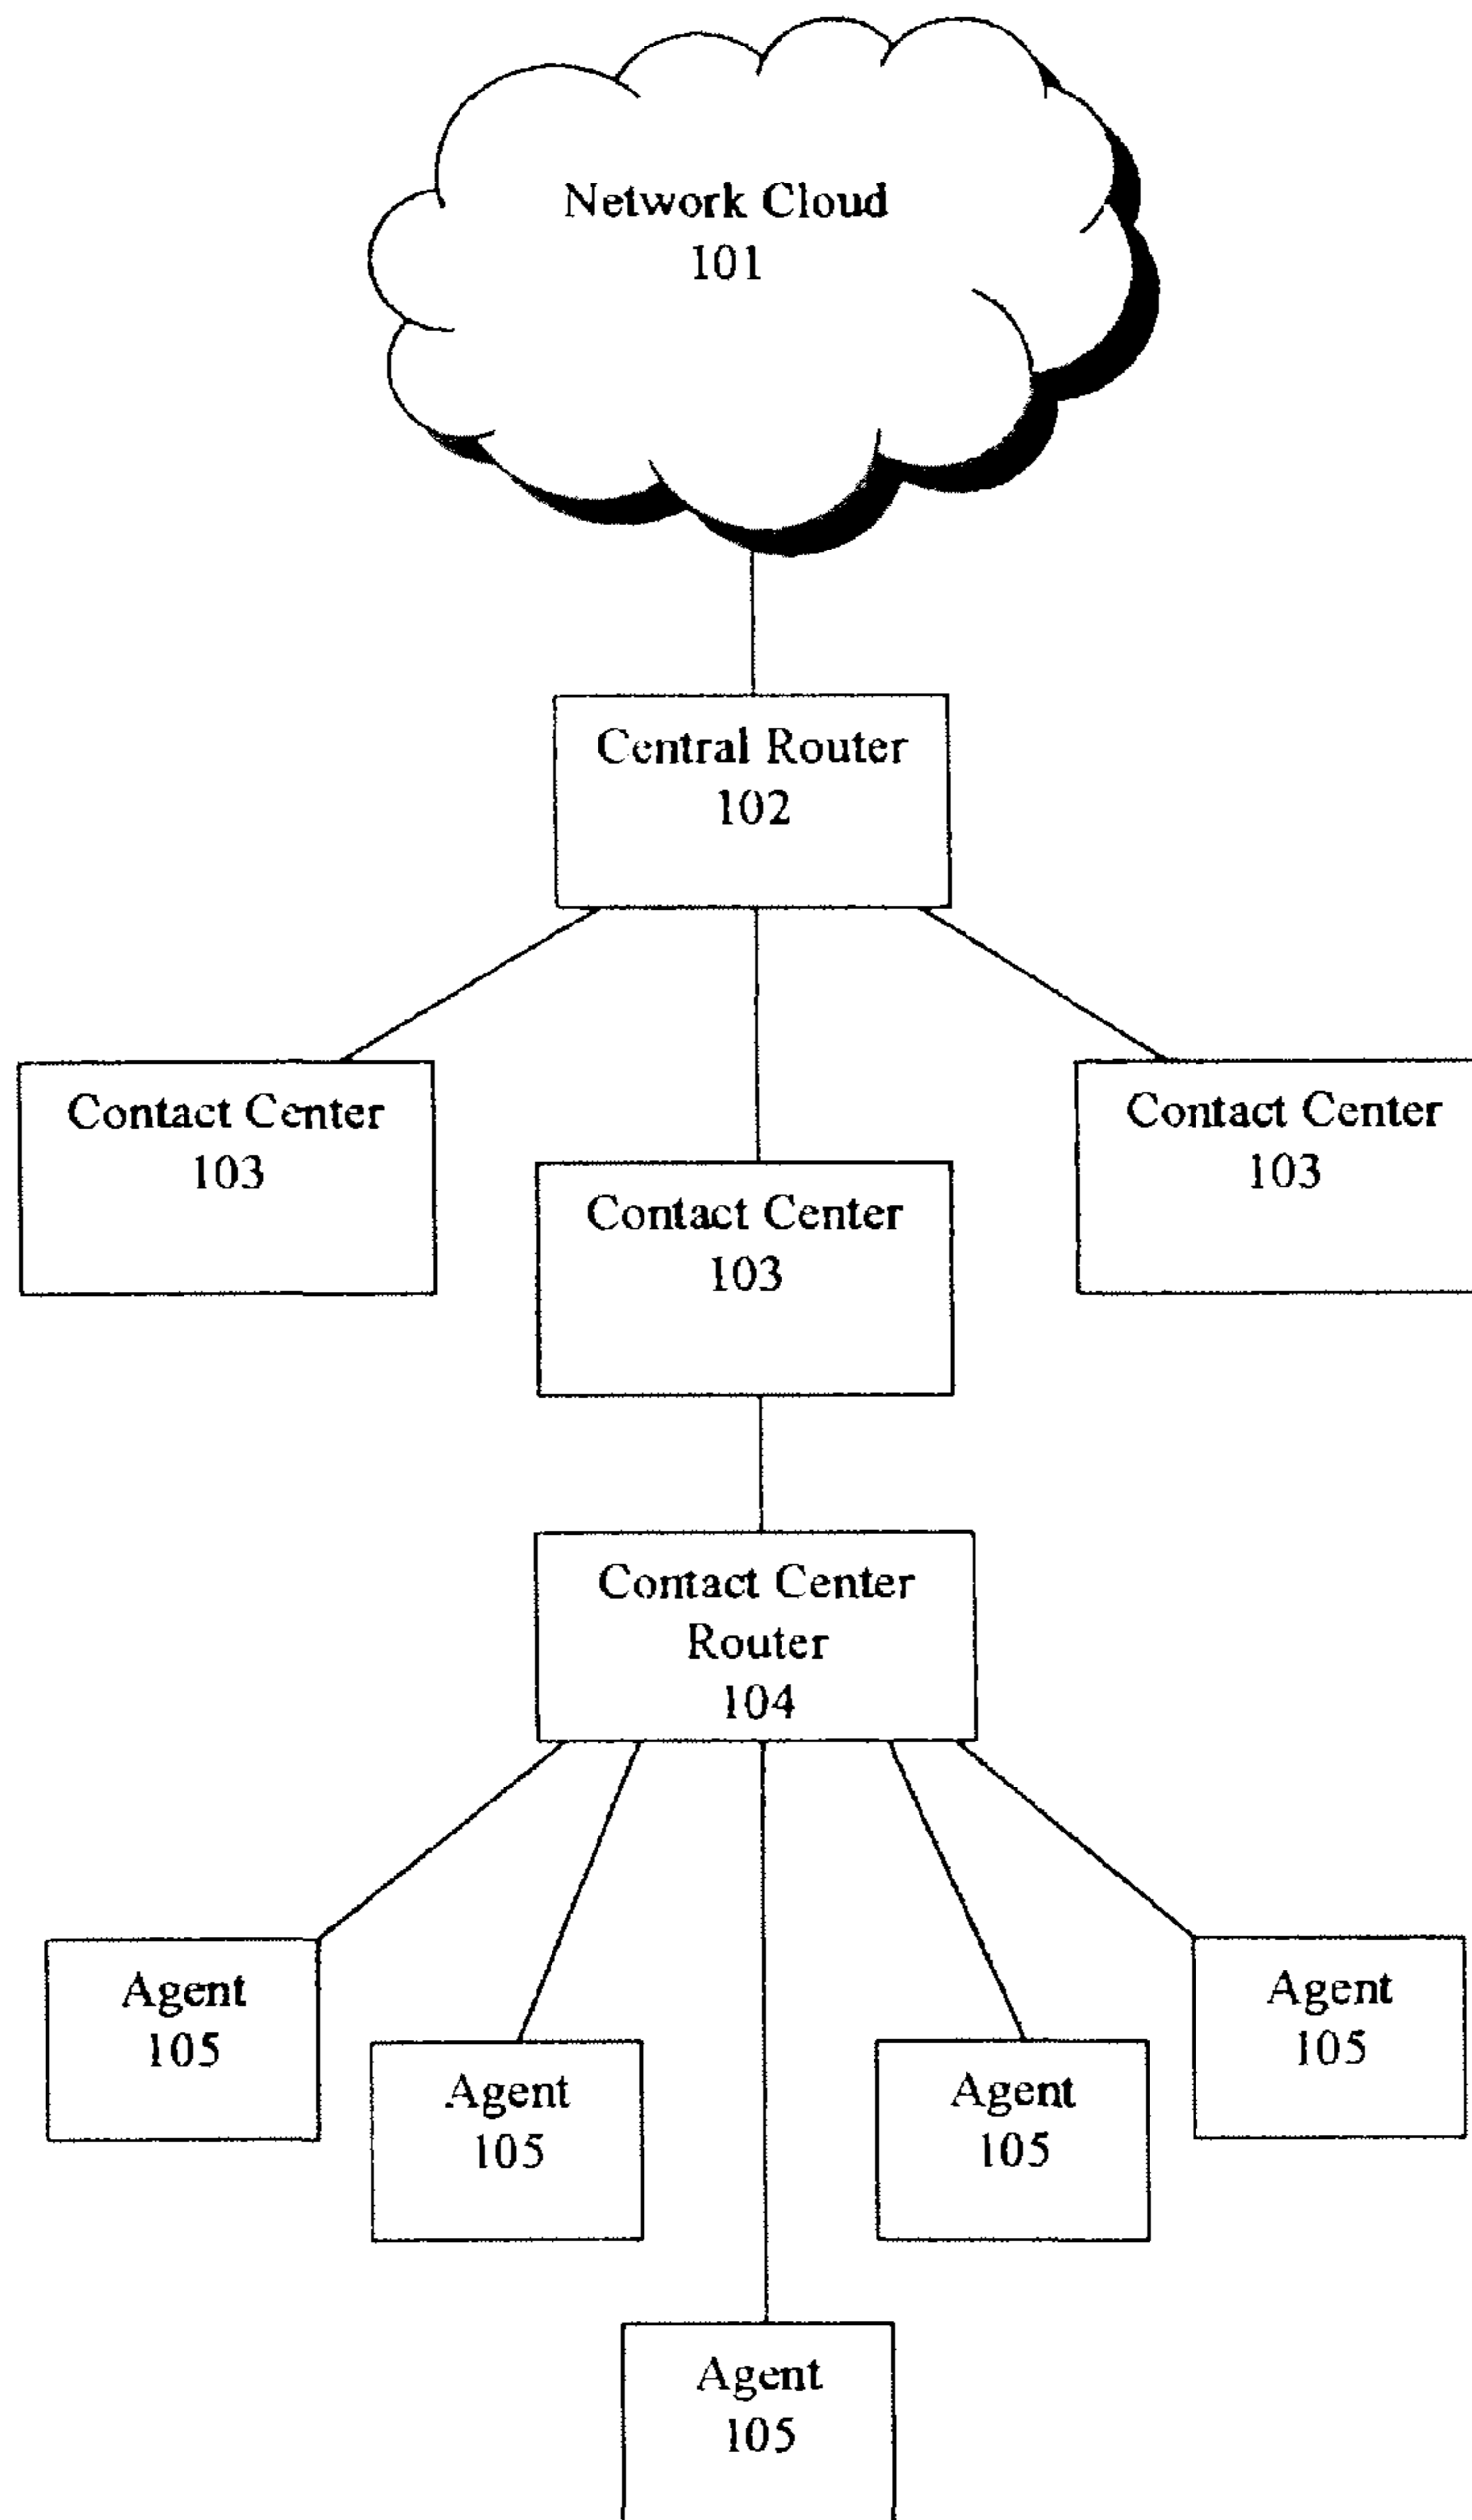 Network Cloud
101
Central Router
102
Contact Center
103
Contact Center
103
Contact Center
103
Contact Center
Router
104
Agent
105
Agent
105
Agent
105
Agent
105
Agent
105